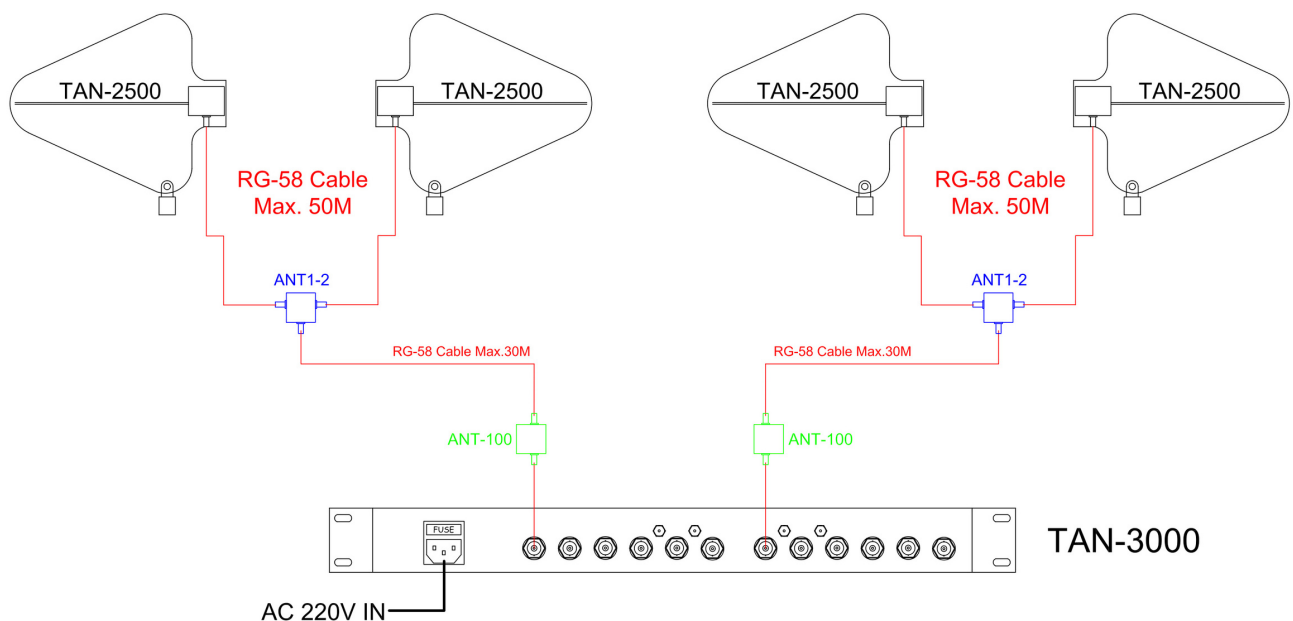 TAN-2500
TAN-2500
TAN-2500
TAN-2500
RG-58 Cable
Max. 50M
RG-58 Cable
Max. 50M
ANT1-2
ANT1-2
RG-58 Cable Max.30M
RG-58 Cable Max.30M
ANT-100
ANT-100
FUSE
TAN-3000
AC 220V IN